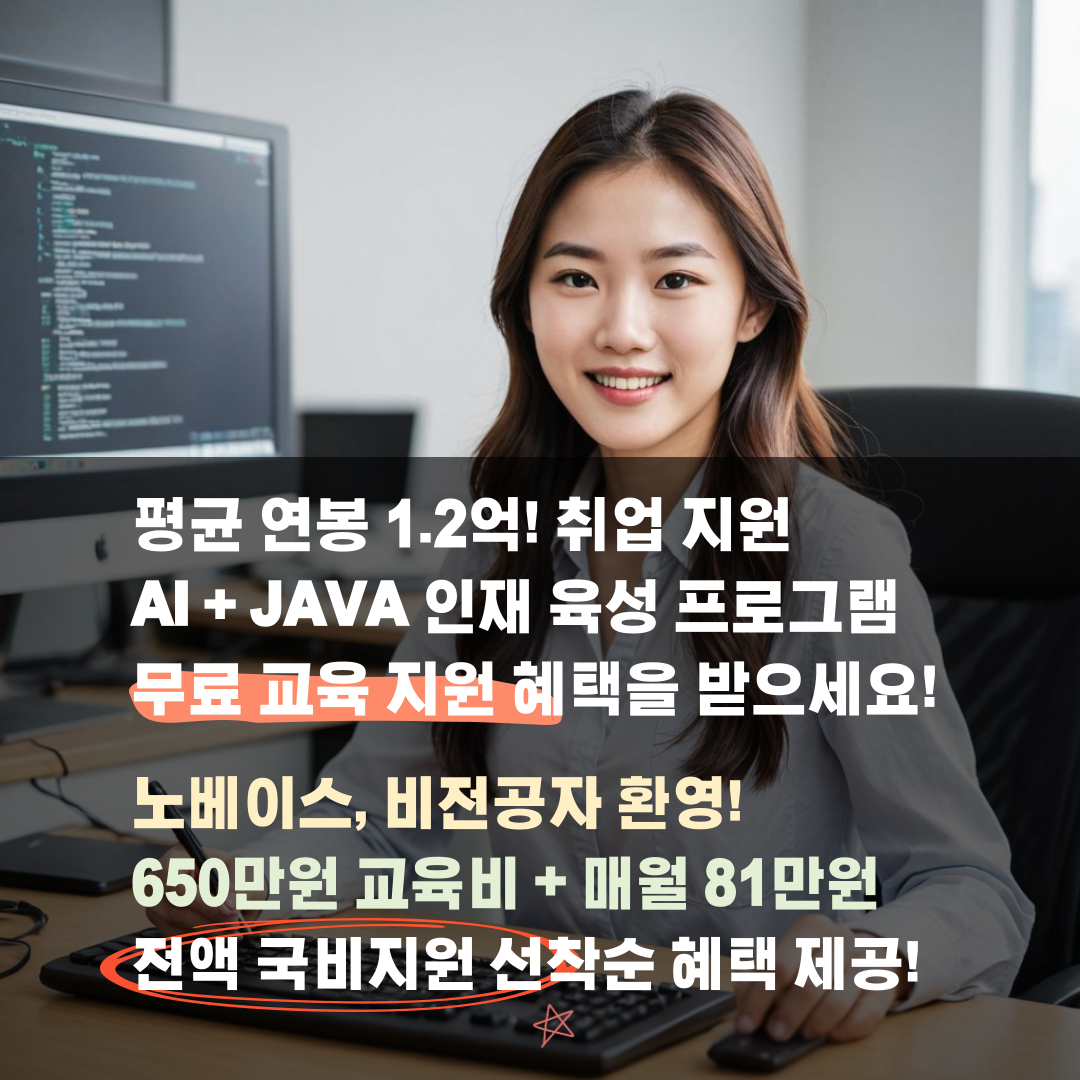 평균 연봉 1.2억! 취업 지원
AI + JAVA 인재 육성 프로그램
무료 교육 지원 혜택을 받으세요!
노베이스, 비전공자 환영!
650만원 교육비 + 매월 81만원
전액 국비지원 선착순 혜택 제공!